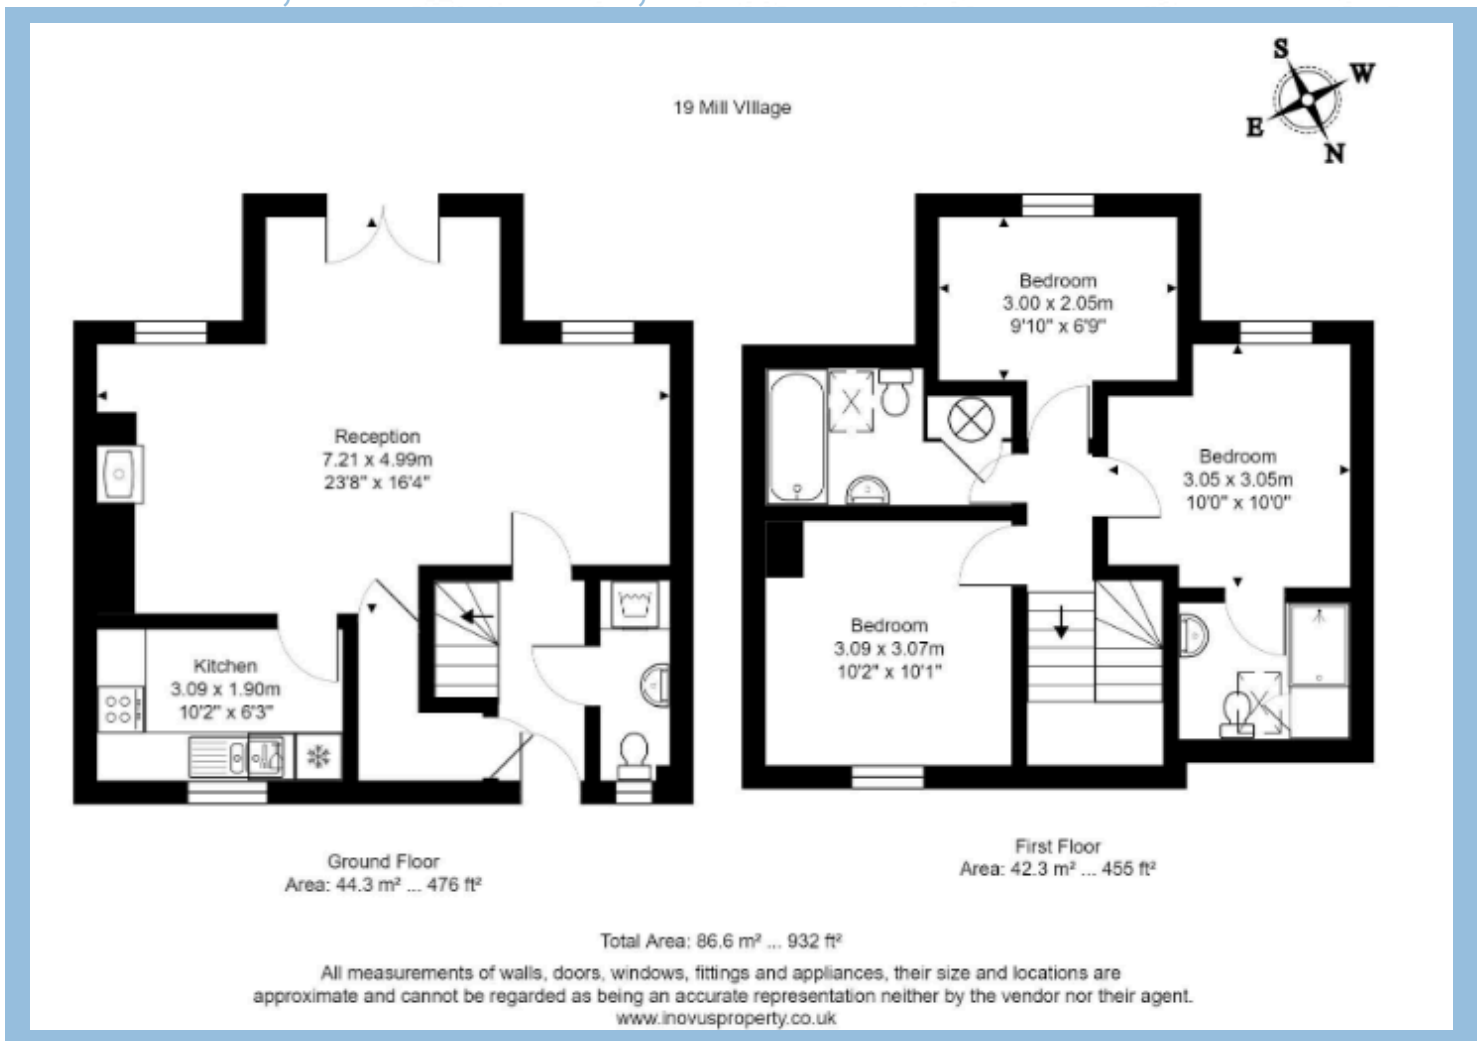 19 Mill VIllage
S
W
E
N
Reception
7.21 x 4.99m
23'8" x 16'4"
Kitchen
3.09 x 1.90m
10'2" x 6'3"
Bedroom
3.00 x 2.05m
9'10" x 6'9"
Bedroom
3.05 x 3.05m
10'0" x 10'0"
Bedroom
3.09 x 3.07m
10'2" x 10'1"
Ground Floor
Area: 44.3 m² ... 476 ft²
First Floor
Area: 42.3 m² ... 455 ft²
Total Area: 86.6 m² ... 932 ft²
All measurements of walls, doors, windows, fittings and appliances, their size and locations are
approximate and cannot be regarded as being an accurate representation neither by the vendor nor their agent.
www.inovusproperty.co.uk